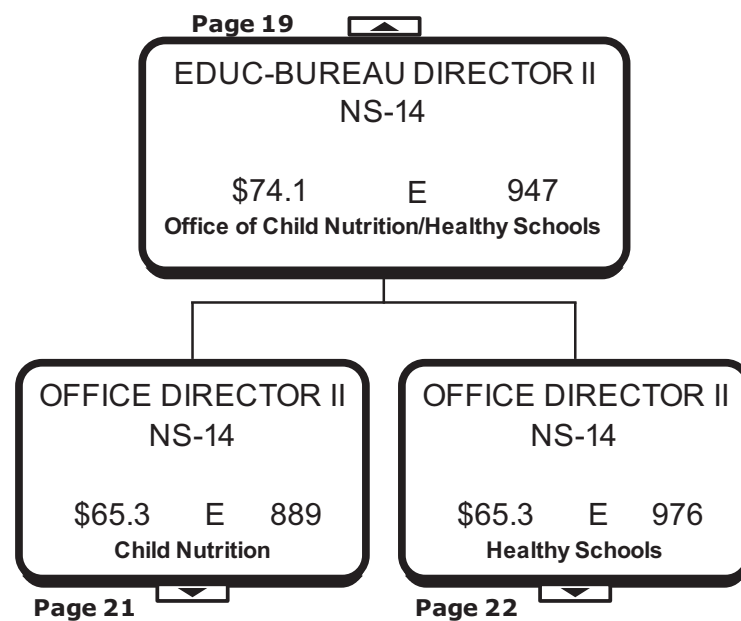 Page 19
EDUC-BUREAU DIRECTOR II
NS-14
$74.1 E 947
Office of Child Nutrition/Healthy Schools
OFFICE DIRECTOR II
NS-14
$65.3 E 889
Child Nutrition
Page 21
OFFICE DIRECTOR II
NS-14
$65.3 E 976
Healthy Schools
Page 22